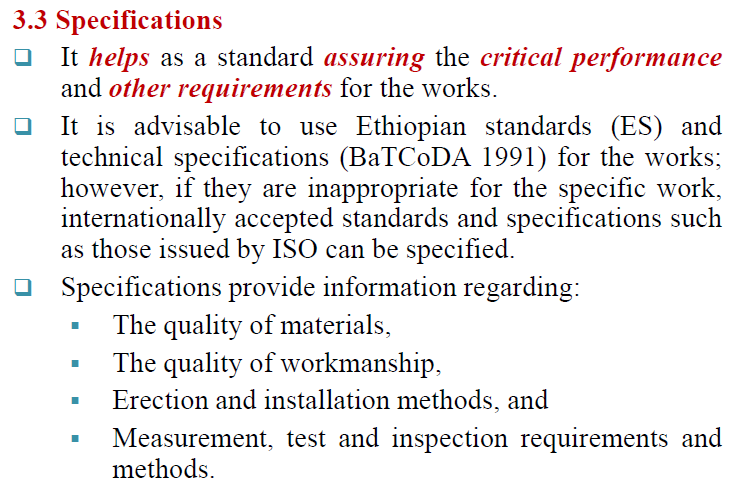 3.3 Specifications
It helps as a standard assuring the critical performance
and other requirements for the works.
It is advisable to use Ethiopian standards (ES) and
technical specifications (BaTCoDA 1991) for the works;
however, if they are inappropriate for the specific work,
internationally accepted standards and specifications such
as those issued by ISO can be specified.
Specifications provide information regarding:
The quality of materials,
The quality of workmanship,
Erection and installation methods, and
Measurement, test and inspection requirements and
methods.